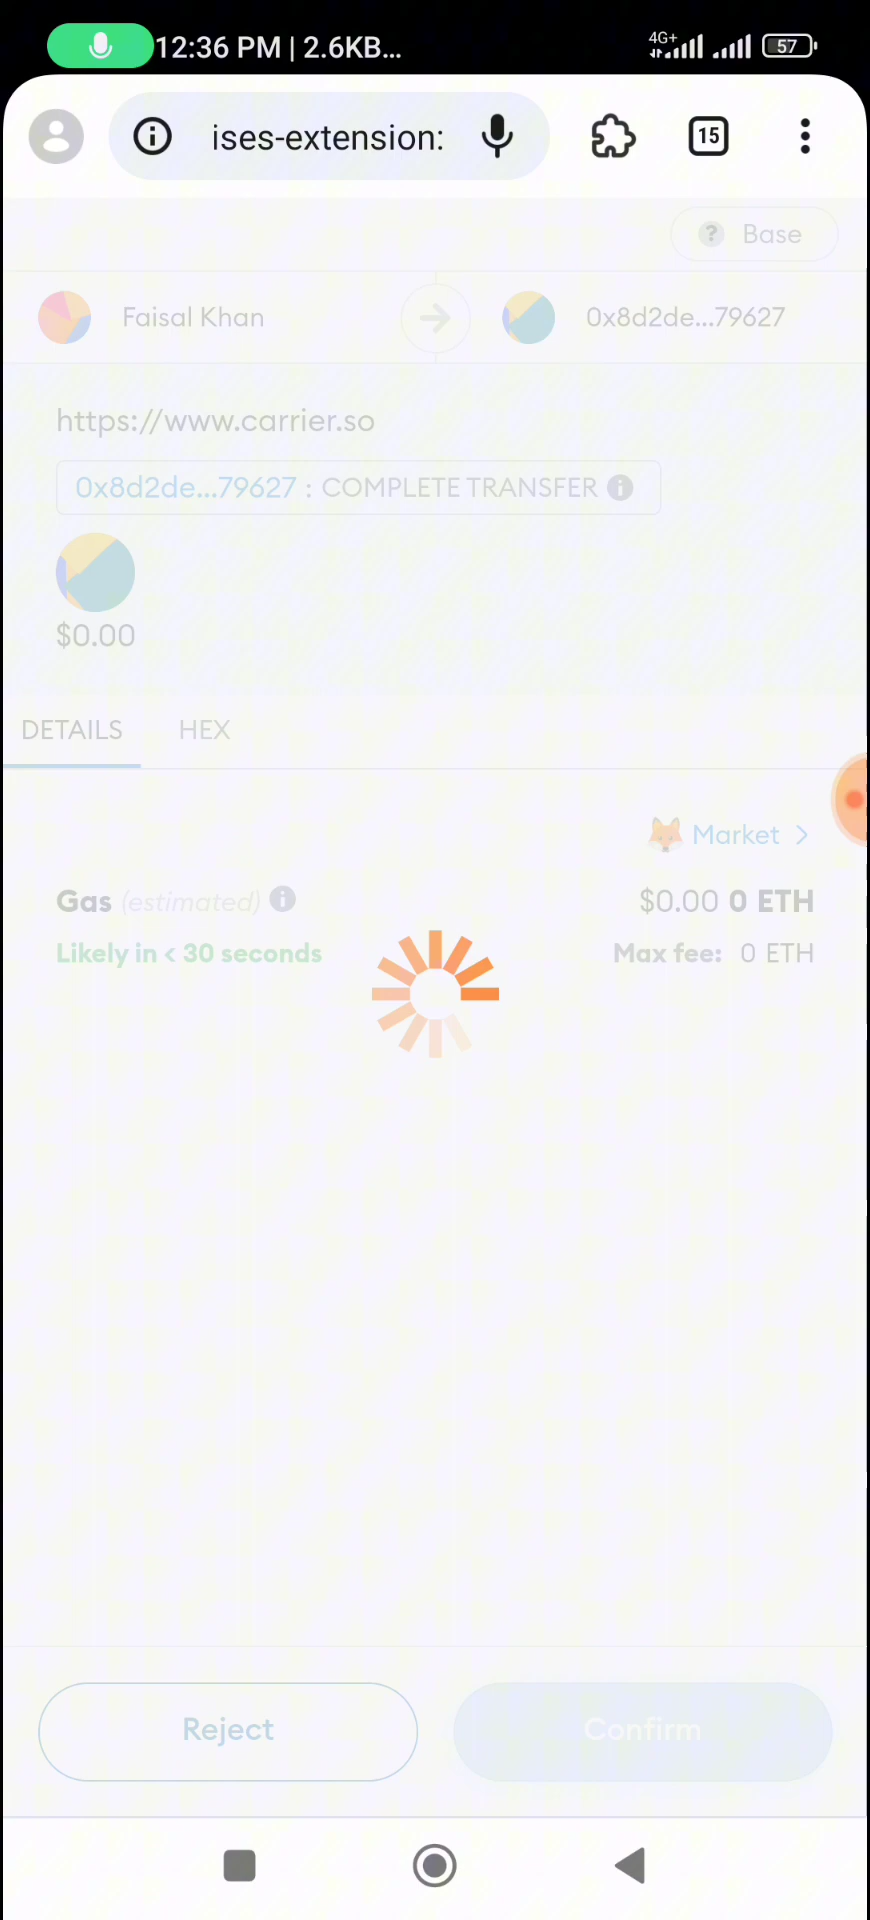 12:36 PM | 2.6KB...
4G+
57
ises-extension:
15
? Base
Faisal Khan
0x8d2de...79627
https://www.carrier.so
0x8d2de...79627 : COMPLETE TRANSFER
$0.00
DETAILS
HEX
Market >
Gas (estimated)
$0.00 0 ETH
Likely in < 30 seconds
Max fee: 0 ETH
Reject
Confirm